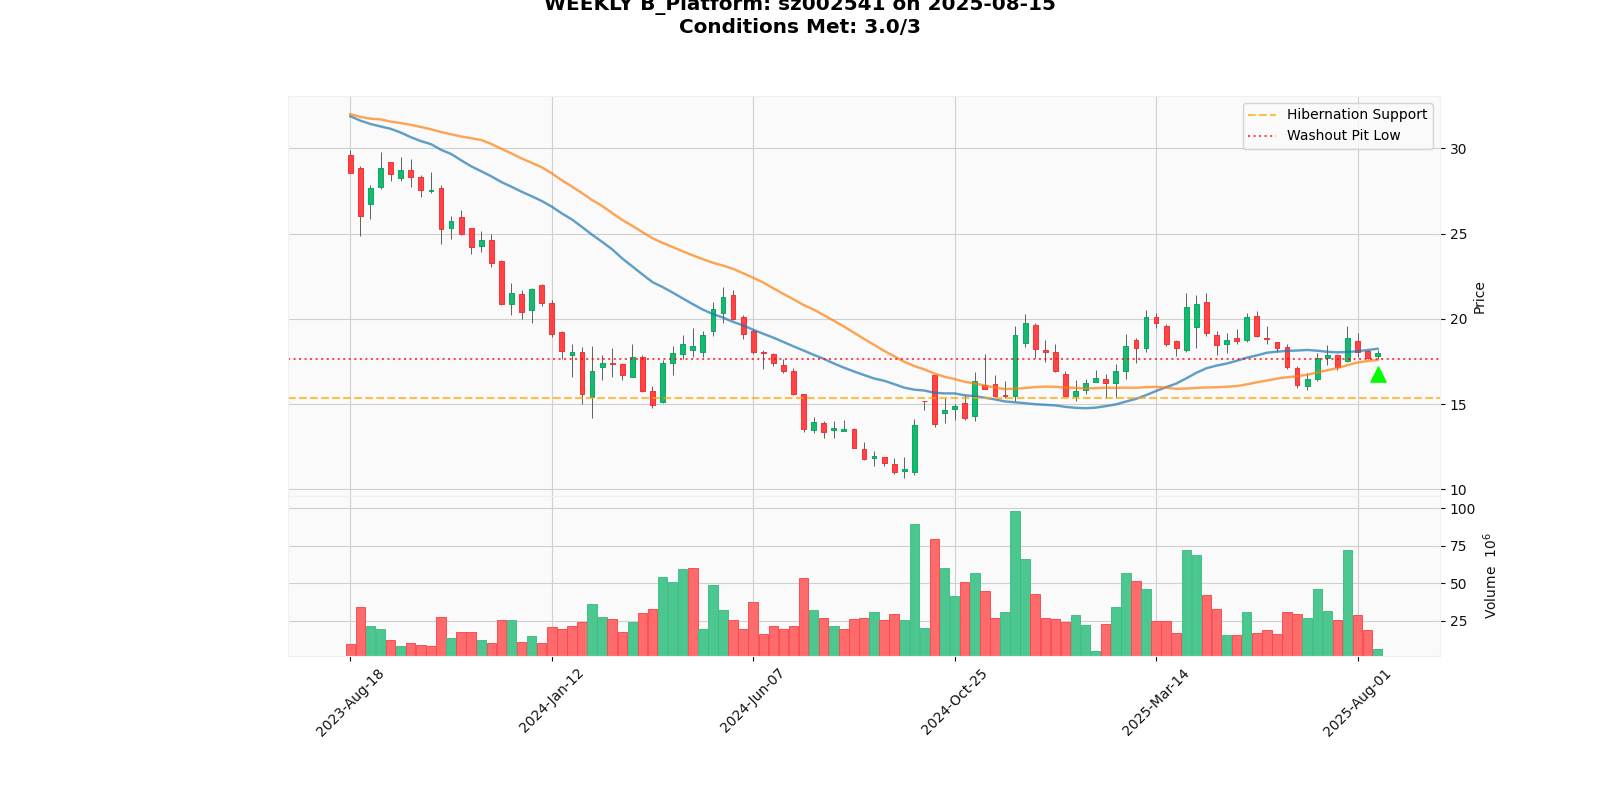 WEEKLY B_Platform: sz002541 on 2025-08-15
Conditions Met: 3.0/3
Hibernation Support
Washout Pit Low
30
25
20
15
10
Price
100
75
50
25
Volume 10⁶
2023-Aug-18
2024-Jan-12
2024-Jun-07
2024-Oct-25
2025-Mar-14
2025-Aug-01